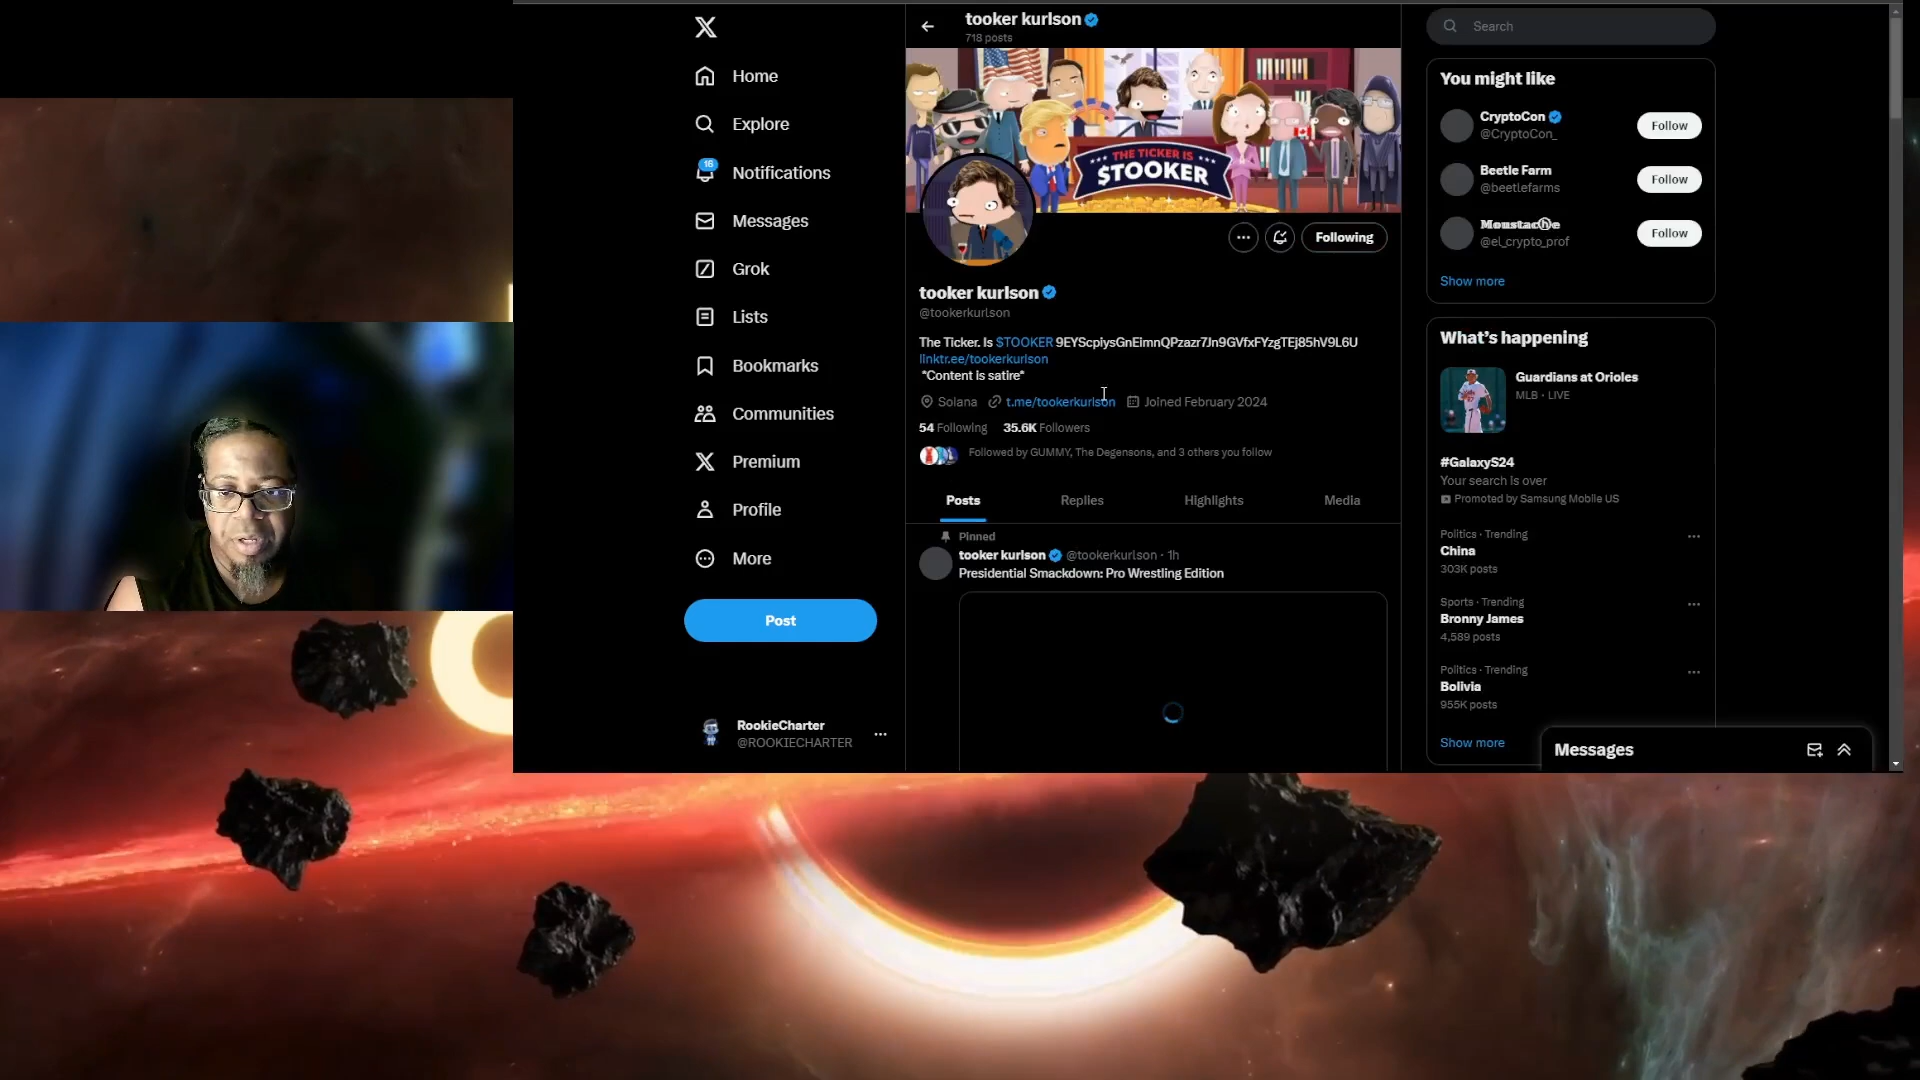 Home
Explore
16
Notifications
Messages
Grok
Lists
Bookmarks
Communities
Premium
Profile
More
Post
RookieCharter
@ROOKIECHARTER
tooker kurlson
718 posts
THE TICKER IS
$TOOKER
Following
tooker kurlson
@tookerkurlson
The Ticker. Is $TOOKER 9EYScpiysGnEimnQPzazr7Jn9GVfxFYzgTEj85hV9L6U
linktr.ee/tookerkurlson
*Content is satire*
Solana t.me/tookerkurlson Joined February 2024
54 Following 35.6K Followers
Followed by GUMMY, The Degensons, and 3 others you follow
Posts Replies Highlights Media
Pinned
tooker kurlson @tookerkurlson · 1h
Presidential Smackdown: Pro Wrestling Edition
Search
You might like
CryptoCon
@CryptoCon_
Follow
Beetle Farm
@beetlefarms
Follow
𝕄𝕠𝕦𝕤𝕥𝕒𝕔ⓗ𝕖
@el_crypto_prof
Follow
Show more
What's happening
Guardians at Orioles
MLB · LIVE
#GalaxyS24
Your search is over
Promoted by Samsung Mobile US
Politics · Trending
China
303K posts
Sports · Trending
Bronny James
4,589 posts
Politics · Trending
Bolivia
955K posts
Show more
Messages